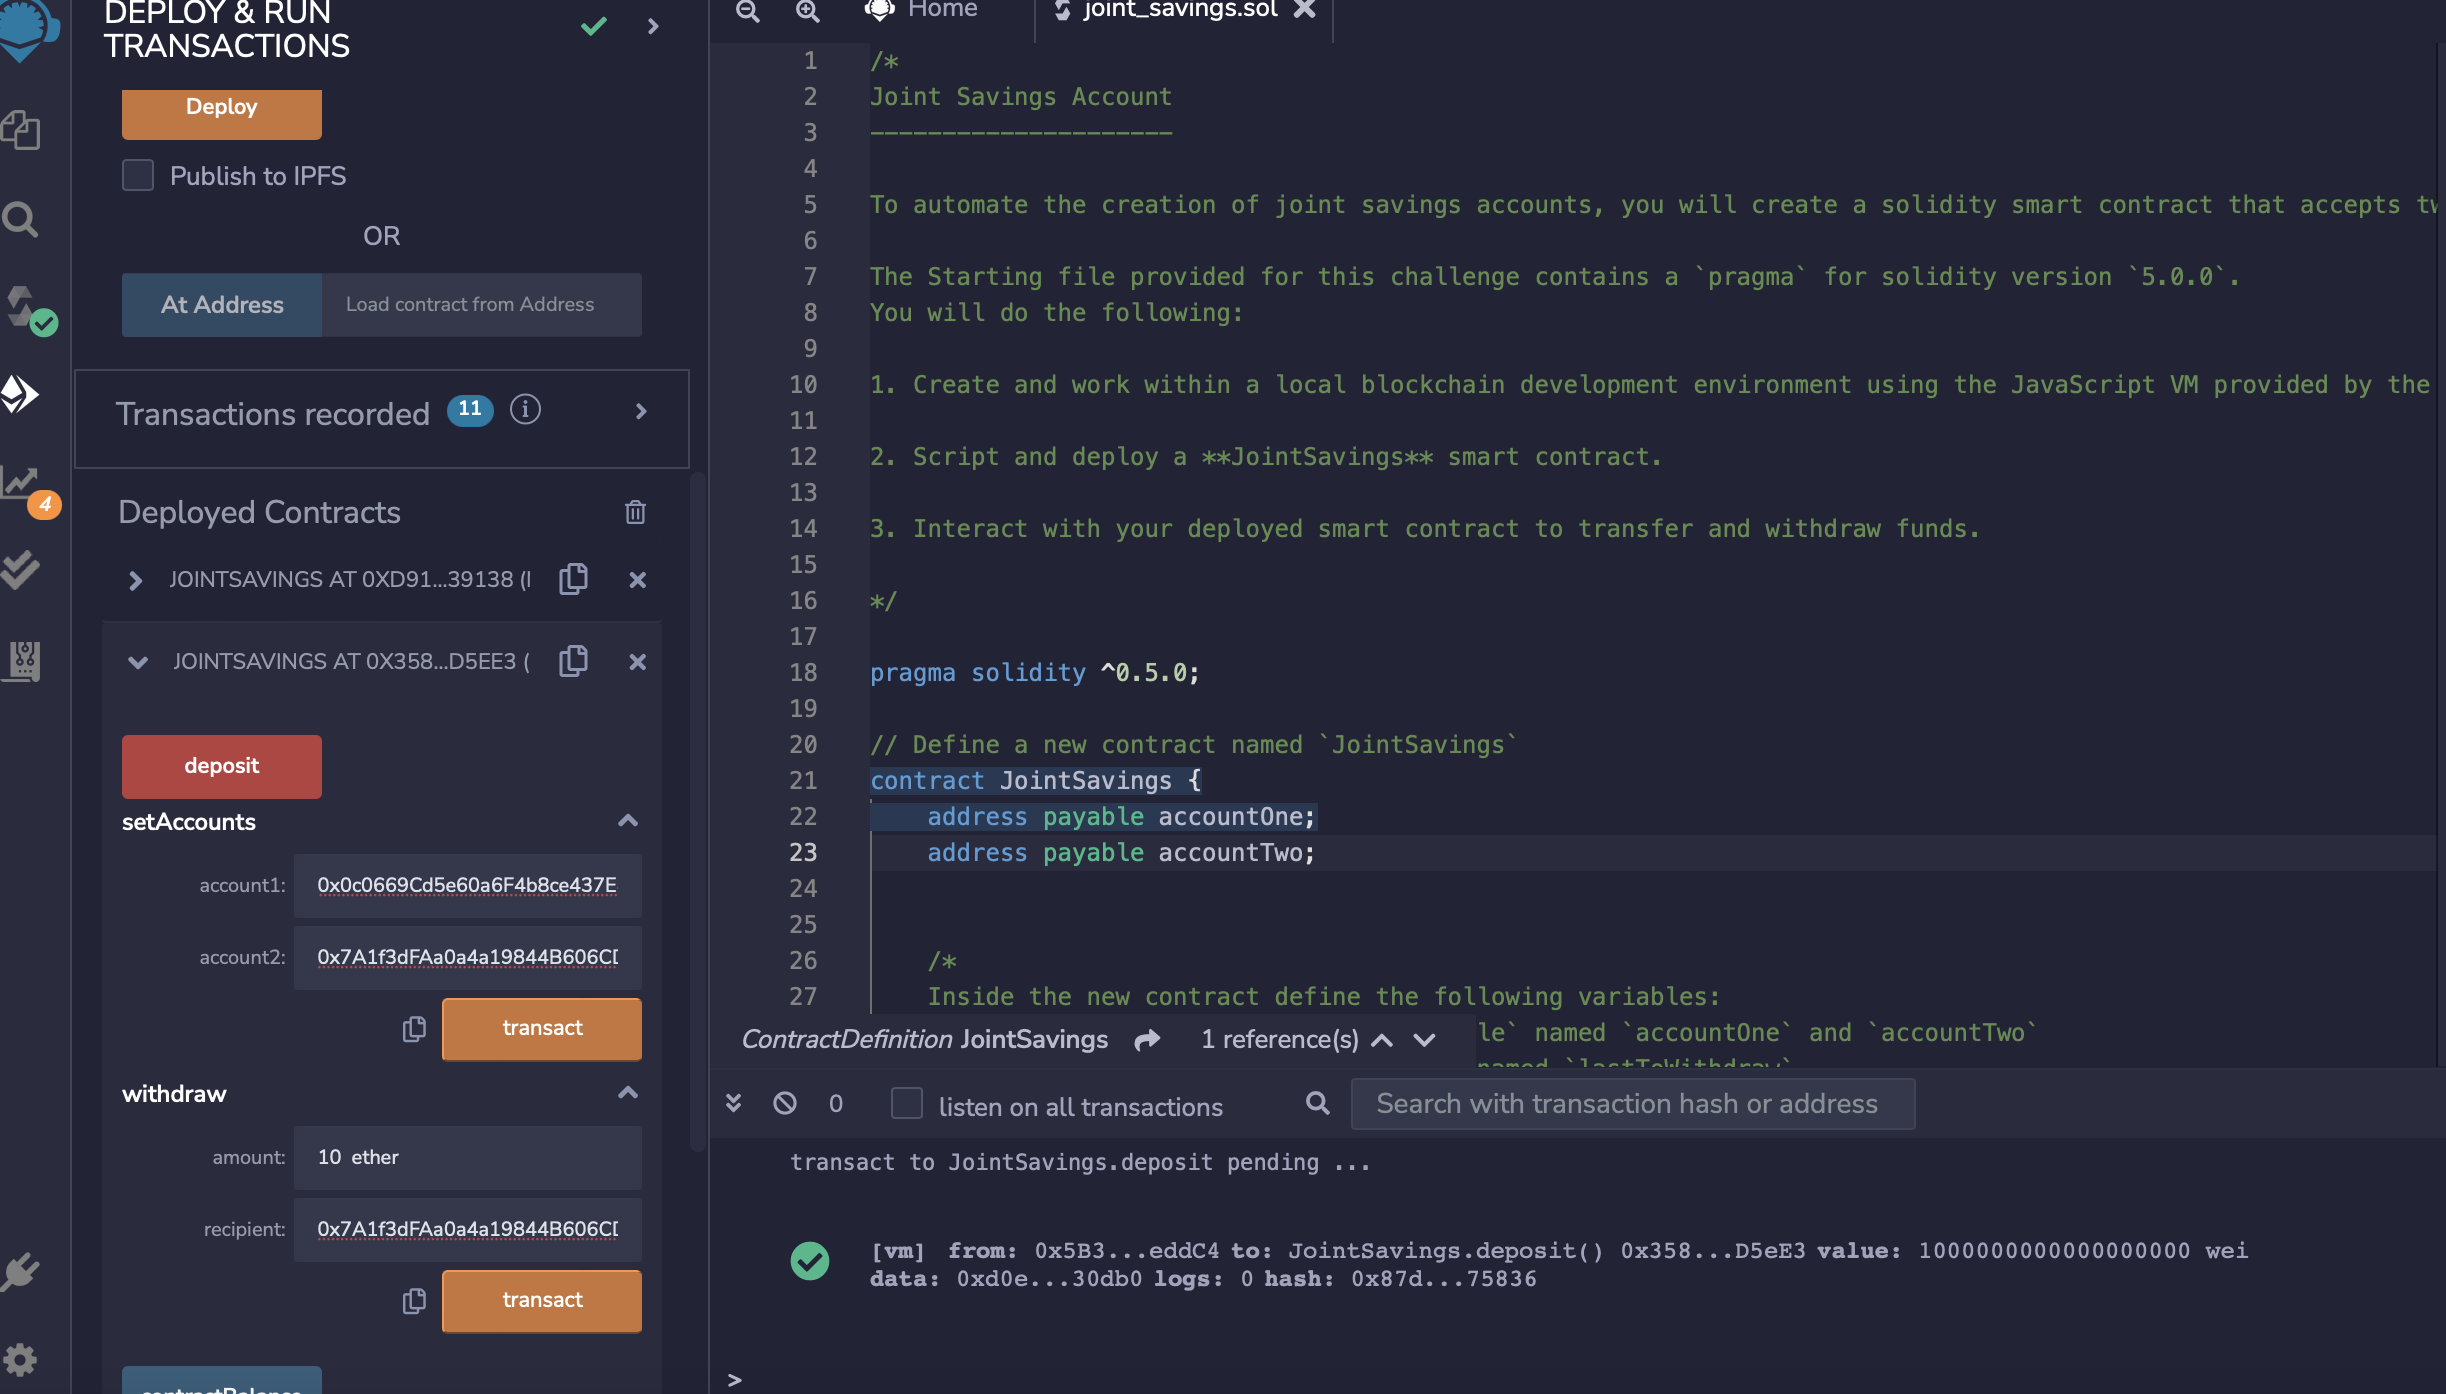 DEPLOY & RUN
TRANSACTIONS
Deploy
Publish to IPFS
OR
At Address
Load contract from Address
Transactions recorded 11 i
4
Deployed Contracts
JOINTSAVINGS AT 0XD91...39138 (
JOINTSAVINGS AT 0X358...D5EE3 (
deposit
setAccounts
account1: 0x0c0669Cd5e60a6F4b8ce437E
account2: 0x7A1f3dFAa0a4a19844B606C
transact
withdraw
amount: 10 ether
recipient: 0x7A1f3dFAa0a4a19844B606C
transact
contractBalance
Home
joint_savings.sol
1 /*
2 Joint Savings Account
3 ---------------------
4
5 To automate the creation of joint savings accounts, you will create a solidity smart contract that accepts
6
7 The Starting file provided for this challenge contains a `pragma` for solidity version `5.0.0`.
8 You will do the following:
9
10 1. Create and work within a local blockchain development environment using the JavaScript VM provided by the
11
12 2. Script and deploy a **JointSavings** smart contract.
13
14 3. Interact with your deployed smart contract to transfer and withdraw funds.
15
16 */
17
18 pragma solidity ^0.5.0;
19
20 // Define a new contract named `JointSavings`
21 contract JointSavings {
22 address payable accountOne;
23 address payable accountTwo;
24
25
26 /*
27 Inside the new contract define the following variables:
le` named `accountOne` and `accountTwo`
named `lastToWithdraw`
ContractDefinition JointSavings 1 reference(s)
0 listen on all transactions
Search with transaction hash or address
transact to JointSavings.deposit pending ...
[vm] from: 0x5B3...eddC4 to: JointSavings.deposit() 0x358...D5eE3 value: 1000000000000000000 wei
data: 0xd0e...30db0 logs: 0 hash: 0x87d...75836
>